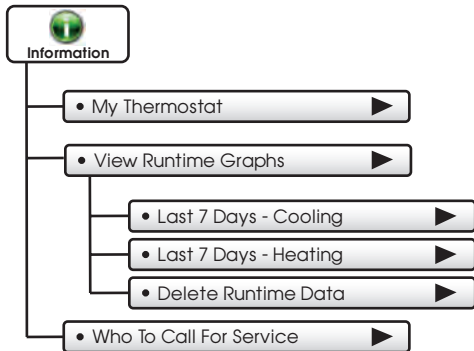 Information
• My Thermostat
• View Runtime Graphs
• Last 7 Days - Cooling
• Last 7 Days - Heating
• Delete Runtime Data
• Who To Call For Service